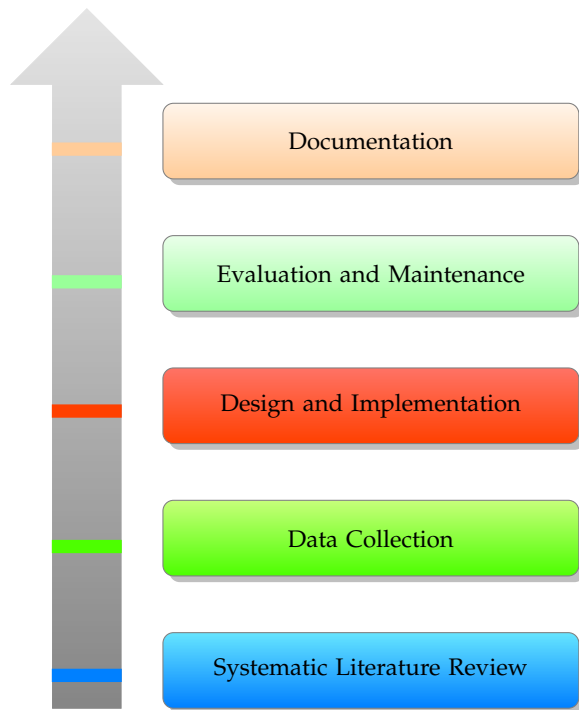 Documentation
Evaluation and Maintenance
Design and Implementation
Data Collection
Systematic Literature Review